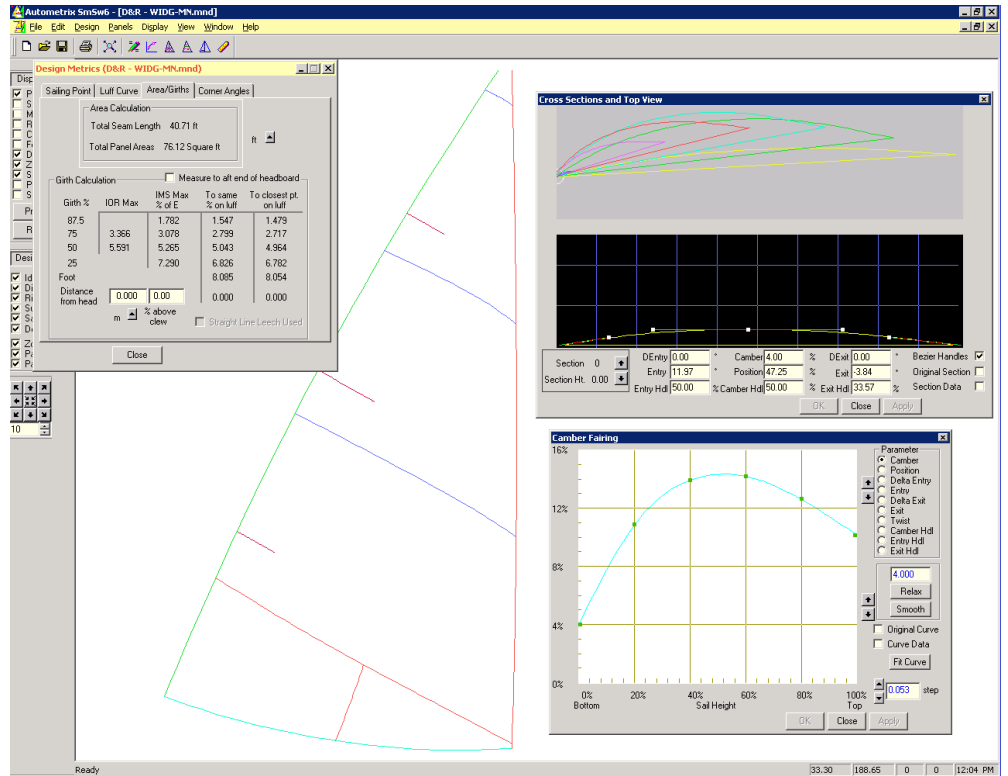 Autometrix SmSw6 - [D&R - WIDG-MN.mnd]
File Edit Design Panels Display View Window Help
Design Metrics (D&R - WIDG-MN.mnd)
Sailing Point Luff Curve Area/Girths Corner Angles
Area Calculation
Total Seam Length 40.71 ft
Total Panel Areas 76.12 Square ft
ft
Girth Calculation
Measure to aft end of headboard
Girth % IOR Max IMS Max % of E To same % on luff To closest pt. on luff
87.5 1.782 1.547 1.479
75 3.366 3.078 2.799 2.717
50 5.591 5.265 5.043 4.964
25 7.290 6.826 6.782
Foot 8.085 8.054
Distance from head 0.000 0.00 0.000 0.000
m % above clew
Straight Line Leech Used
Close
10
Cross Sections and Top View
Section 0
Section Ht. 0.00
DEntry 0.00 ° Camber 4.00 % DExit 0.00 ° Bezier Handles
Entry 11.97 ° Position 47.25 % Exit -3.84 ° Original Section
Entry Hdl 50.00 % Camber Hdl 50.00 % Exit Hdl 33.57 % Section Data
OK Close Apply
Camber Fairing
16%
12%
8%
4%
0%
0% 20% 40% 60% 80% 100%
Bottom Sail Height Top
Parameter
Camber
Position
Delta Entry
Entry
Delta Exit
Exit
Twist
Camber Hdl
Entry Hdl
Exit Hdl
4.000
Relax
Smooth
Original Curve
Curve Data
Fit Curve
0.053 step
OK Close Apply
Ready 33.30 188.65 0 0 12:04 PM